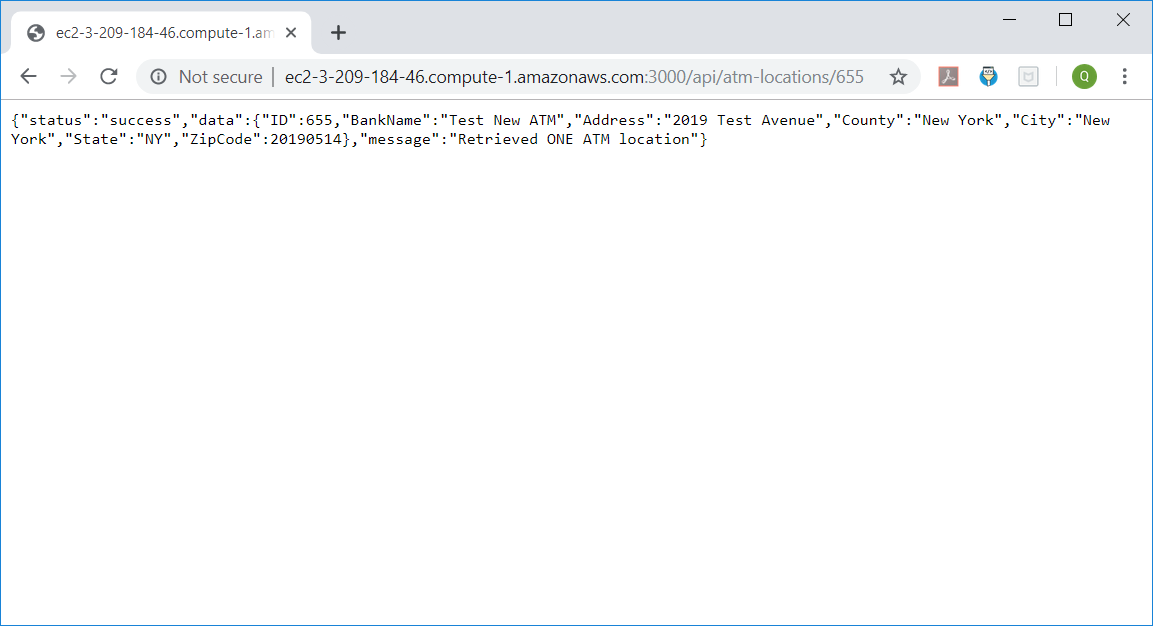 ec2-3-209-184-46.compute-1.am
Not secure | ec2-3-209-184-46.compute-1.amazonaws.com:3000/api/atm-locations/655
Q
{"status":"success","data":{"ID":655,"BankName":"Test New ATM","Address":"2019 Test Avenue","County":"New York","City":"New
York","State":"NY","ZipCode":20190514},"message":"Retrieved ONE ATM location"}